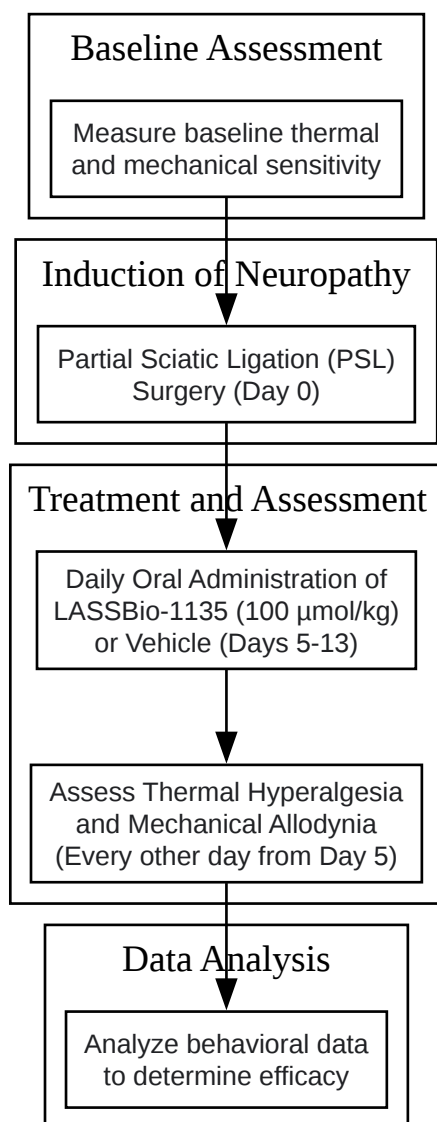 Baseline Assessment
Measure baseline thermal
and mechanical sensitivity
Induction of Neuropathy
Partial Sciatic Ligation (PSL)
Surgery (Day 0)
Treatment and Assessment
Daily Oral Administration of
LASSBio-1135 (100 µmol/kg)
or Vehicle (Days 5-13)
Assess Thermal Hyperalgesia
and Mechanical Allodynia
(Every other day from Day 5)
Data Analysis
Analyze behavioral data
to determine efficacy